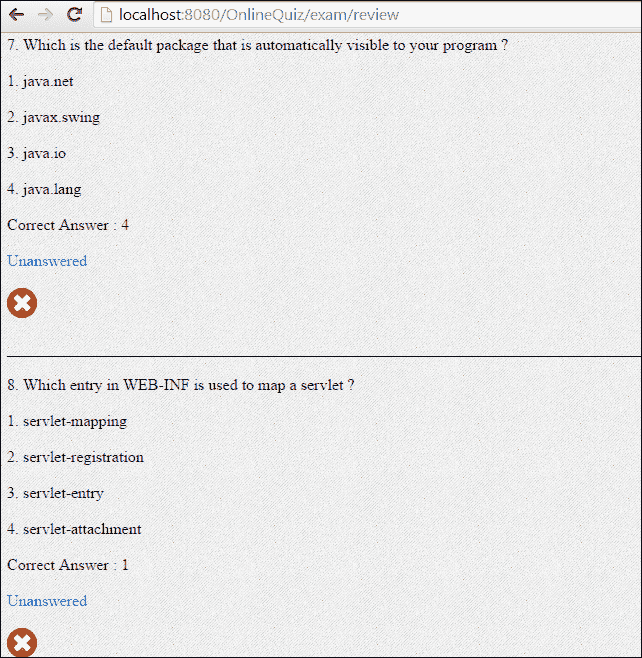 localhost:8080/OnlineQuiz/exam/review
7. Which is the default package that is automatically visible to your program ?
1. java.net
2. javax.swing
3. java.io
4. java.lang
Correct Answer : 4
Unanswered
8. Which entry in WEB-INF is used to map a servlet ?
1. servlet-mapping
2. servlet-registration
3. servlet-entry
4. servlet-attachment
Correct Answer : 1
Unanswered